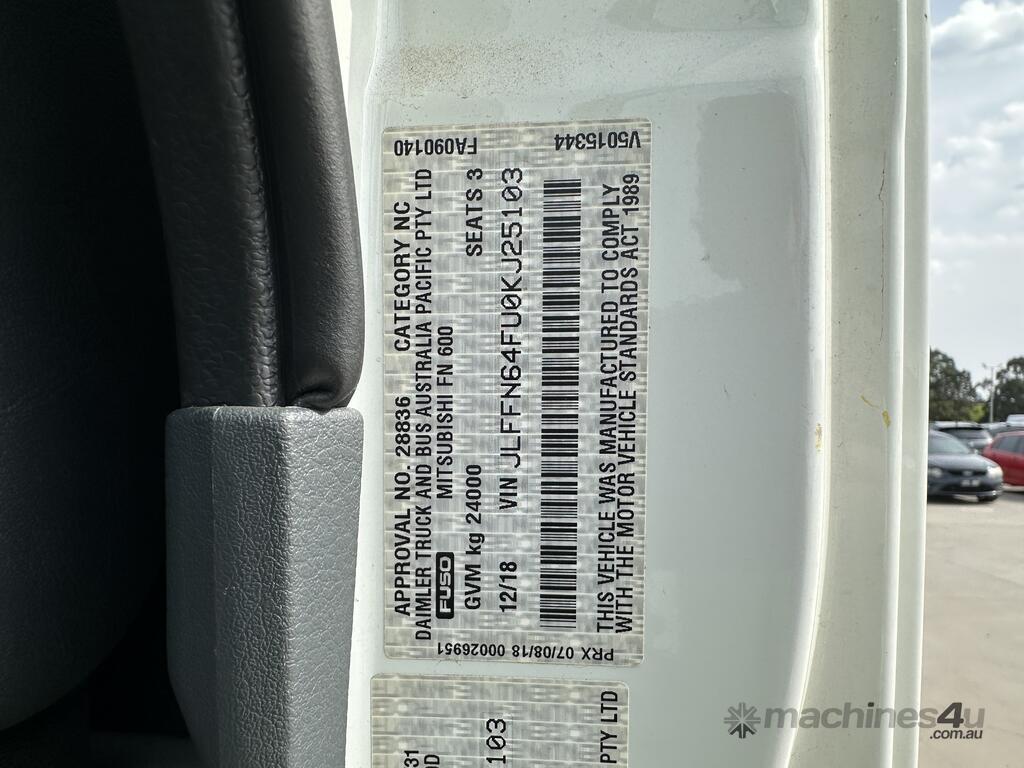 FA090140
V5015344
APPROVAL NO. 28836 CATEGORY NC
DAIMLER TRUCK AND BUS AUSTRALIA PACIFIC PTY LTD
FUSO MITSUBISHI FN 600
GVM kg 24000 SEATS 3
12/18 VIN JLFFN64FU0KJ25103
THIS VEHICLE WAS MANUFACTURED TO COMPLY
WITH THE MOTOR VEHICLE STANDARDS ACT 1989
PRX 07/08/18 00026951
31
OD
103
PTY LTD
machines4u
.com.au